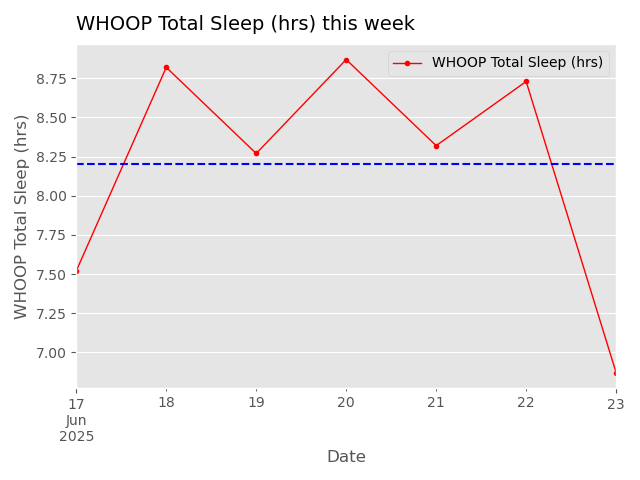 WHOOP Total Sleep (hrs) this week
WHOOP Total Sleep (hrs)
WHOOP Total Sleep (hrs)
8.75
8.50
8.25
8.00
7.75
7.50
7.25
7.00
17 18 19 20 21 22 23
Jun
2025
Date